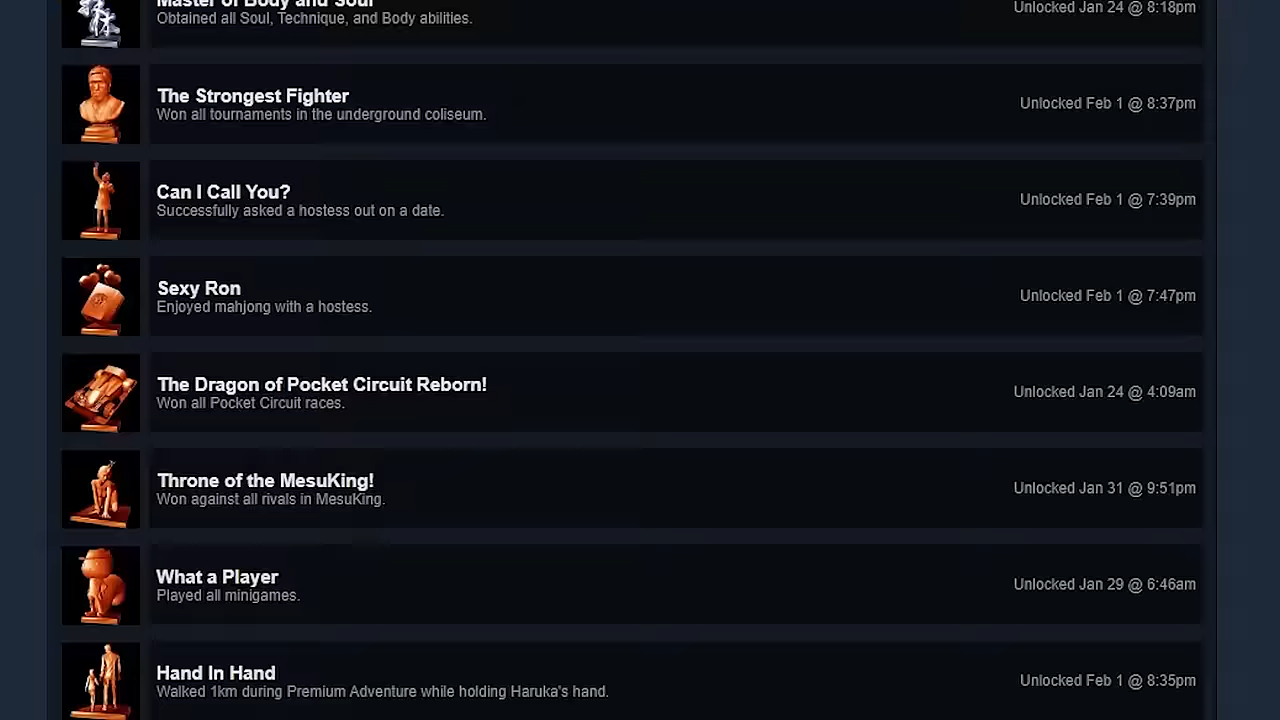 Master of Body and Soul
Obtained all Soul, Technique, and Body abilities.
Unlocked Jan 24 @ 8:18pm
The Strongest Fighter
Won all tournaments in the underground coliseum.
Unlocked Feb 1 @ 8:37pm
Can I Call You?
Successfully asked a hostess out on a date.
Unlocked Feb 1 @ 7:39pm
Sexy Ron
Enjoyed mahjong with a hostess.
Unlocked Feb 1 @ 7:47pm
The Dragon of Pocket Circuit Reborn!
Won all Pocket Circuit races.
Unlocked Jan 24 @ 4:09am
Throne of the MesuKing!
Won against all rivals in MesuKing.
Unlocked Jan 31 @ 9:51pm
What a Player
Played all minigames.
Unlocked Jan 29 @ 6:46am
Hand In Hand
Walked 1km during Premium Adventure while holding Haruka's hand.
Unlocked Feb 1 @ 8:35pm